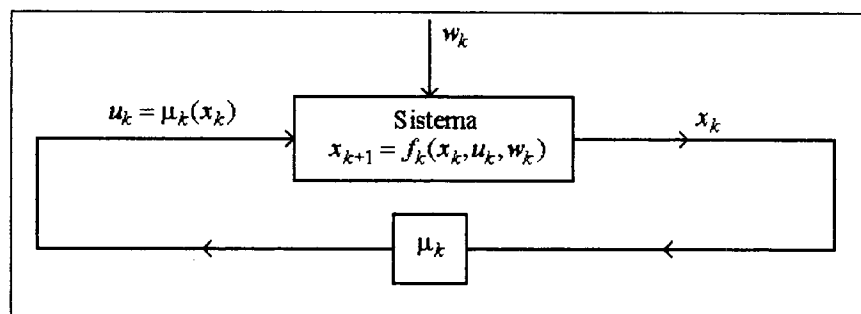 w_k
u_k = μ_k(x_k)
Sistema
x_{k+1} = f_k(x_k, u_k, w_k)
x_k
μ_k